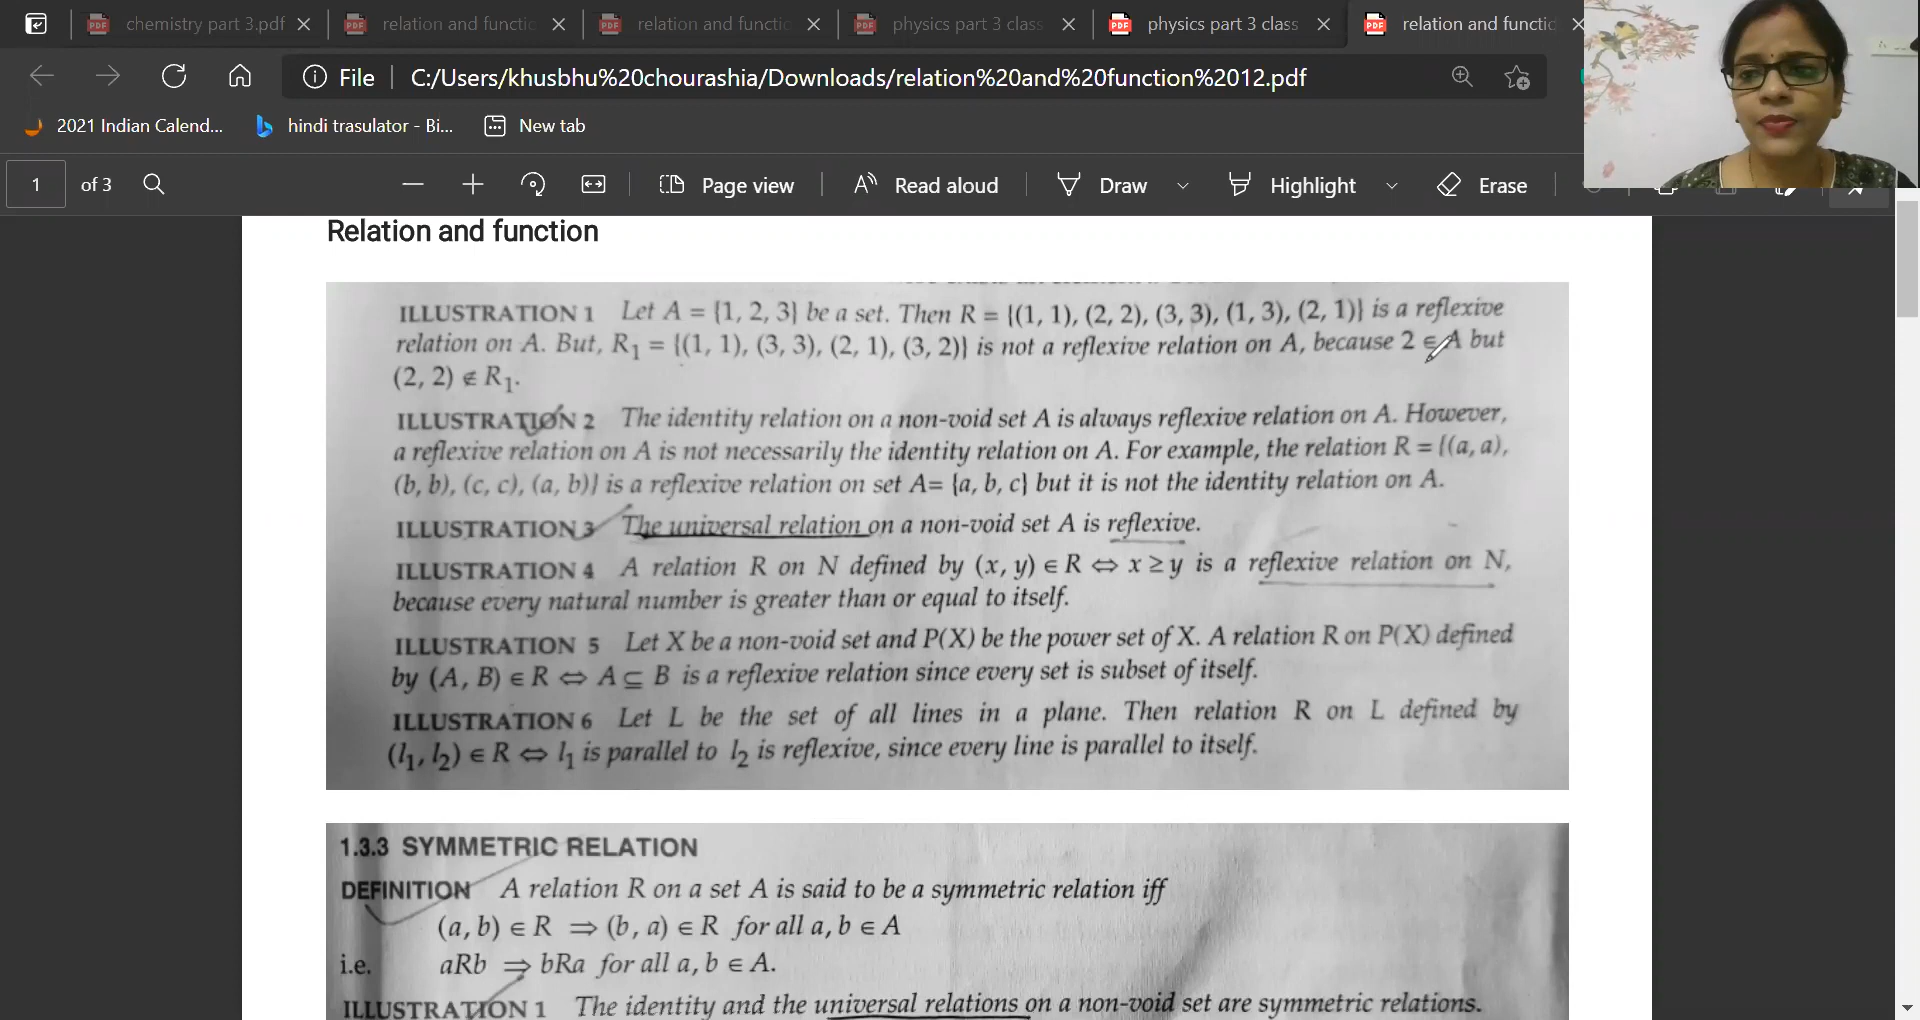 chemistry part 3.pdf
relation and functio
relation and functio
physics part 3 class
physics part 3 class
relation and functio
File C:/Users/khusbhu%20chourashia/Downloads/relation%20and%20function%2012.pdf
2021 Indian Calend... hindi trasulator - Bi... New tab
1 of 3 Page view Read aloud Draw Highlight Erase
Relation and function
ILLUSTRATION 1 Let A = {1, 2, 3} be a set. Then R = {(1, 1), (2, 2), (3, 3), (1, 3), (2, 1)} is a reflexive
relation on A. But, R₁ = {(1, 1), (3, 3), (2, 1), (3, 2)} is not a reflexive relation on A, because 2 ∈ A but
(2, 2) ∉ R₁.
ILLUSTRATION 2 The identity relation on a non-void set A is always reflexive relation on A. However,
a reflexive relation on A is not necessarily the identity relation on A. For example, the relation R = {(a, a),
(b, b), (c, c), (a, b)} is a reflexive relation on set A= {a, b, c} but it is not the identity relation on A.
ILLUSTRATION 3 The universal relation on a non-void set A is reflexive.
ILLUSTRATION 4 A relation R on N defined by (x, y) ∈ R ⇔ x ≥ y is a reflexive relation on N,
because every natural number is greater than or equal to itself.
ILLUSTRATION 5 Let X be a non-void set and P(X) be the power set of X. A relation R on P(X) defined
by (A, B) ∈ R ⇔ A ⊆ B is a reflexive relation since every set is subset of itself.
ILLUSTRATION 6 Let L be the set of all lines in a plane. Then relation R on L defined by
(l₁, l₂) ∈ R ⇔ l₁ is parallel to l₂ is reflexive, since every line is parallel to itself.
1.3.3 SYMMETRIC RELATION
DEFINITION A relation R on a set A is said to be a symmetric relation iff
(a, b) ∈ R ⇒ (b, a) ∈ R for all a, b ∈ A
i.e. aRb ⇒ bRa for all a, b ∈ A.
ILLUSTRATION 1 The identity and the universal relations on a non-void set are symmetric relations.